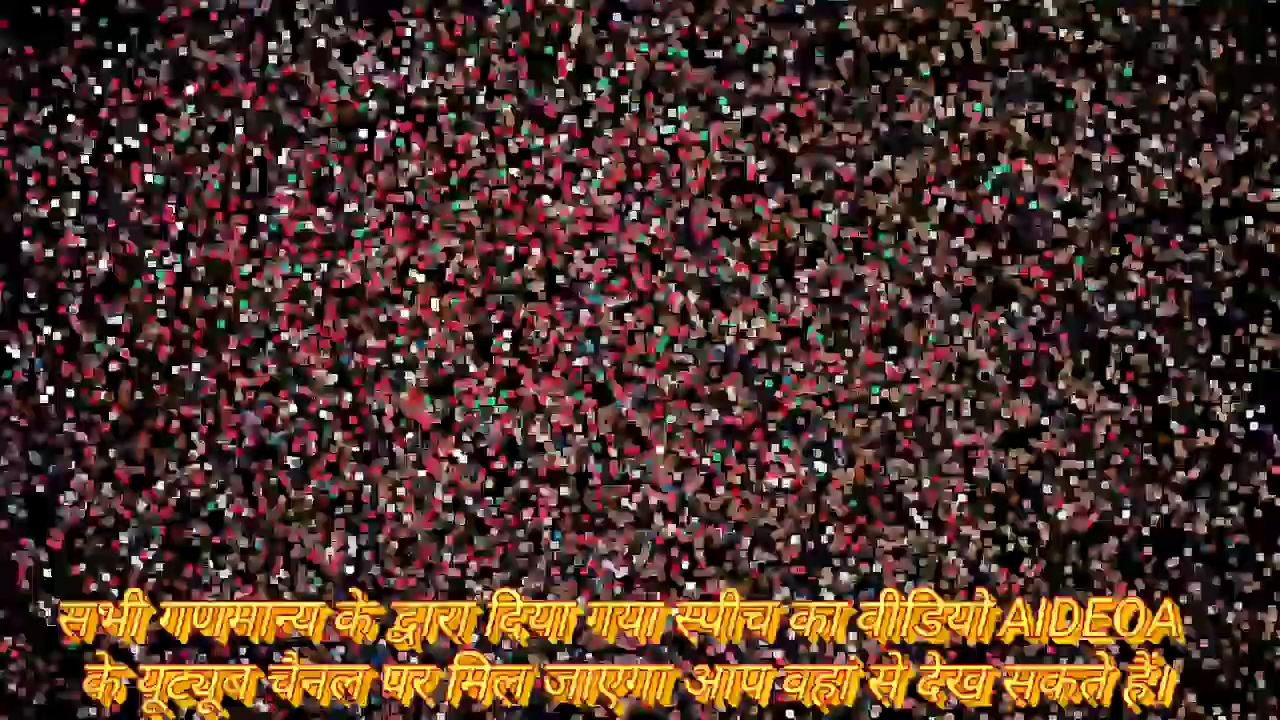 सभी गणमान्य के द्वारा दिया गया स्पीच का वीडियो AIDEOA
के यूट्यूब चैनल पर मिल जाएगा आप वहां से देख सकते हैं।